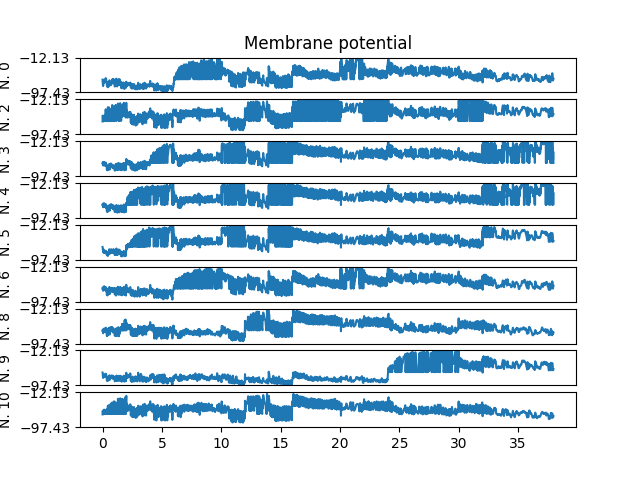 Membrane potential
−12.13
N. 0
−97.43
−12.13
N. 2
−97.43
−12.13
N. 3
−97.43
−12.13
N. 4
−97.43
−12.13
N. 5
−97.43
−12.13
N. 6
−97.43
−12.13
N. 8
−97.43
−12.13
N. 9
−97.43
−12.13
N. 10
−97.43
0 5 10 15 20 25 30 35